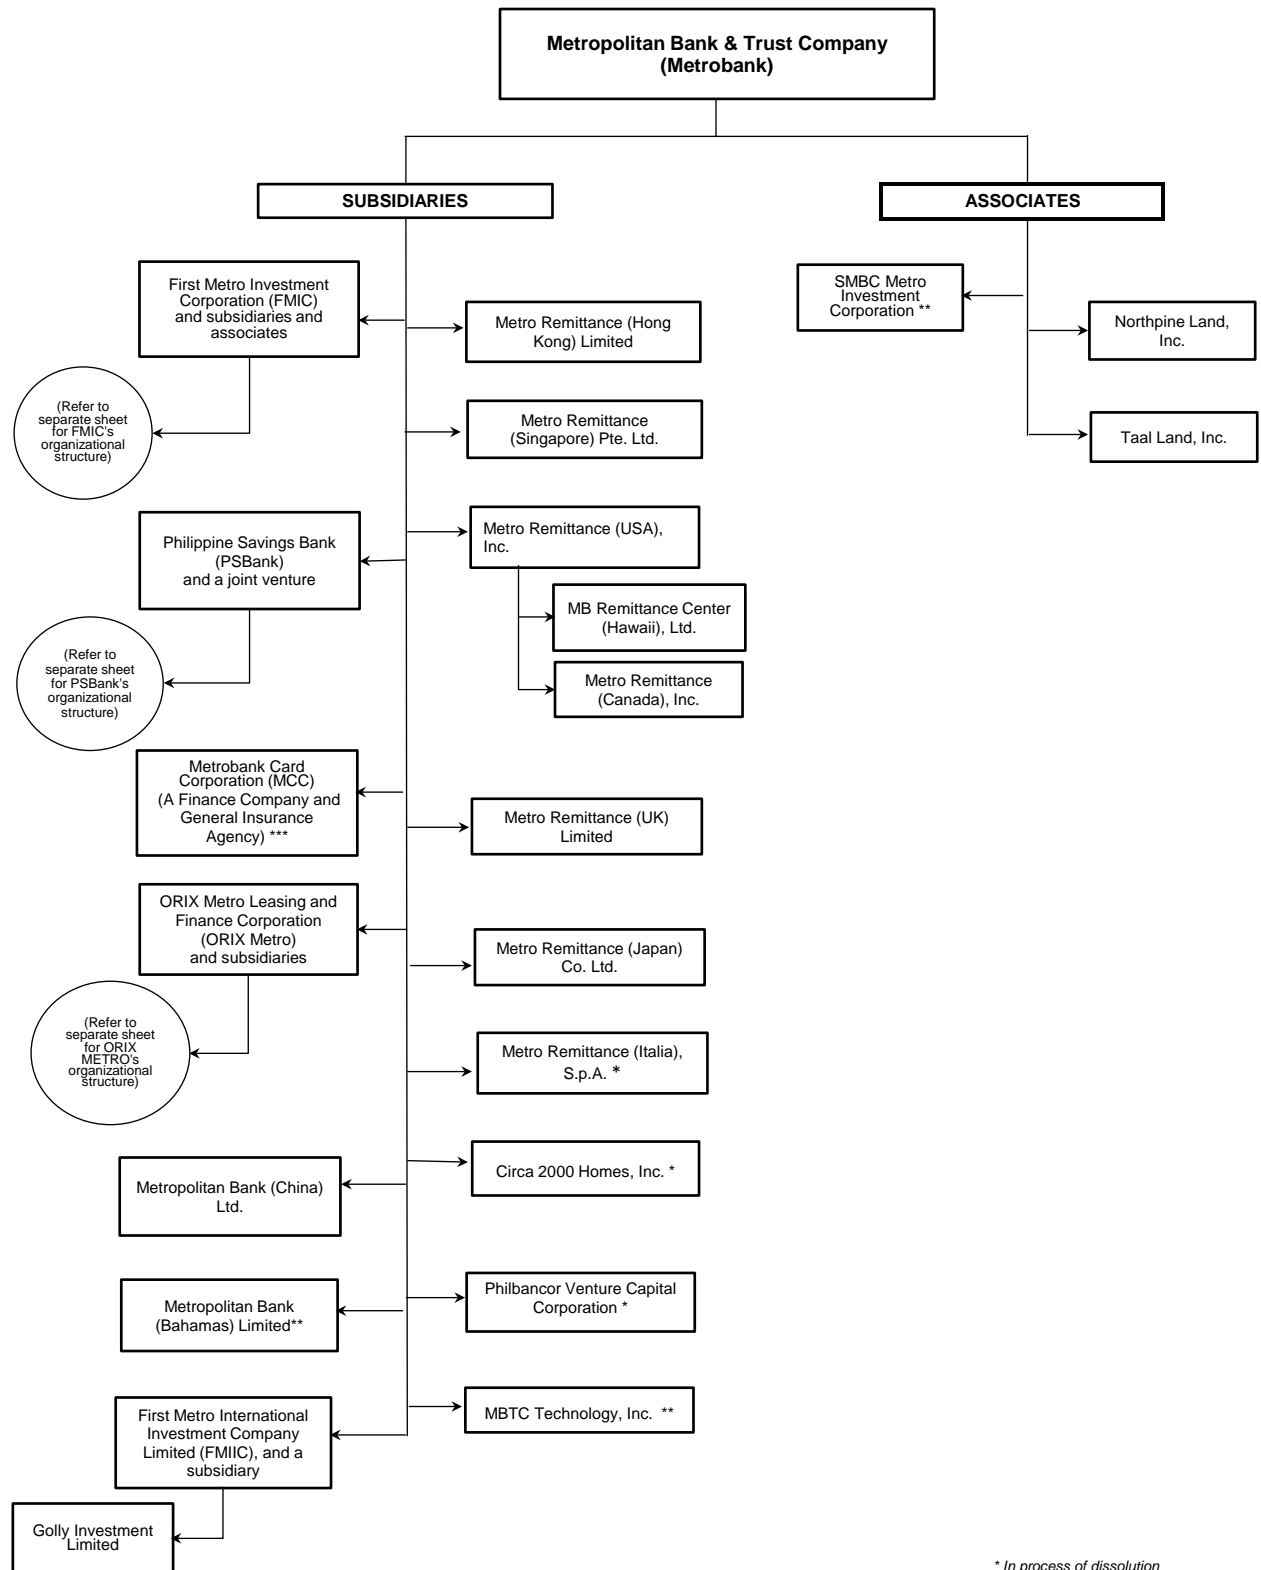 Metropolitan Bank & Trust Company
(Metrobank)
SUBSIDIARIES
ASSOCIATES
First Metro Investment
Corporation (FMIC)
and subsidiaries and
associates
Metro Remittance (Hong
Kong) Limited
SMBC Metro
Investment
Corporation **
Northpine Land,
Inc.
(Refer to
separate sheet
for FMIC's
organizational
structure)
Metro Remittance
(Singapore) Pte. Ltd.
Taal Land, Inc.
Philippine Savings Bank
(PSBank)
and a joint venture
Metro Remittance (USA),
Inc.
MB Remittance Center
(Hawaii), Ltd.
(Refer to
separate sheet
for PSBank's
organizational
structure)
Metro Remittance
(Canada), Inc.
Metrobank Card
Corporation (MCC)
(A Finance Company and
General Insurance
Agency) ***
Metro Remittance (UK)
Limited
ORIX Metro Leasing and
Finance Corporation
(ORIX Metro)
and subsidiaries
Metro Remittance (Japan)
Co. Ltd.
(Refer to
separate sheet
for ORIX
METRO's
organizational
structure)
Metro Remittance (Italia),
S.p.A. *
Metropolitan Bank (China)
Ltd.
Circa 2000 Homes, Inc. *
Metropolitan Bank
(Bahamas) Limited**
Philbancor Venture Capital
Corporation *
First Metro International
Investment Company
Limited (FMIIC), and a
subsidiary
MBTC Technology, Inc. **
Golly Investment
Limited
* In process of dissolution